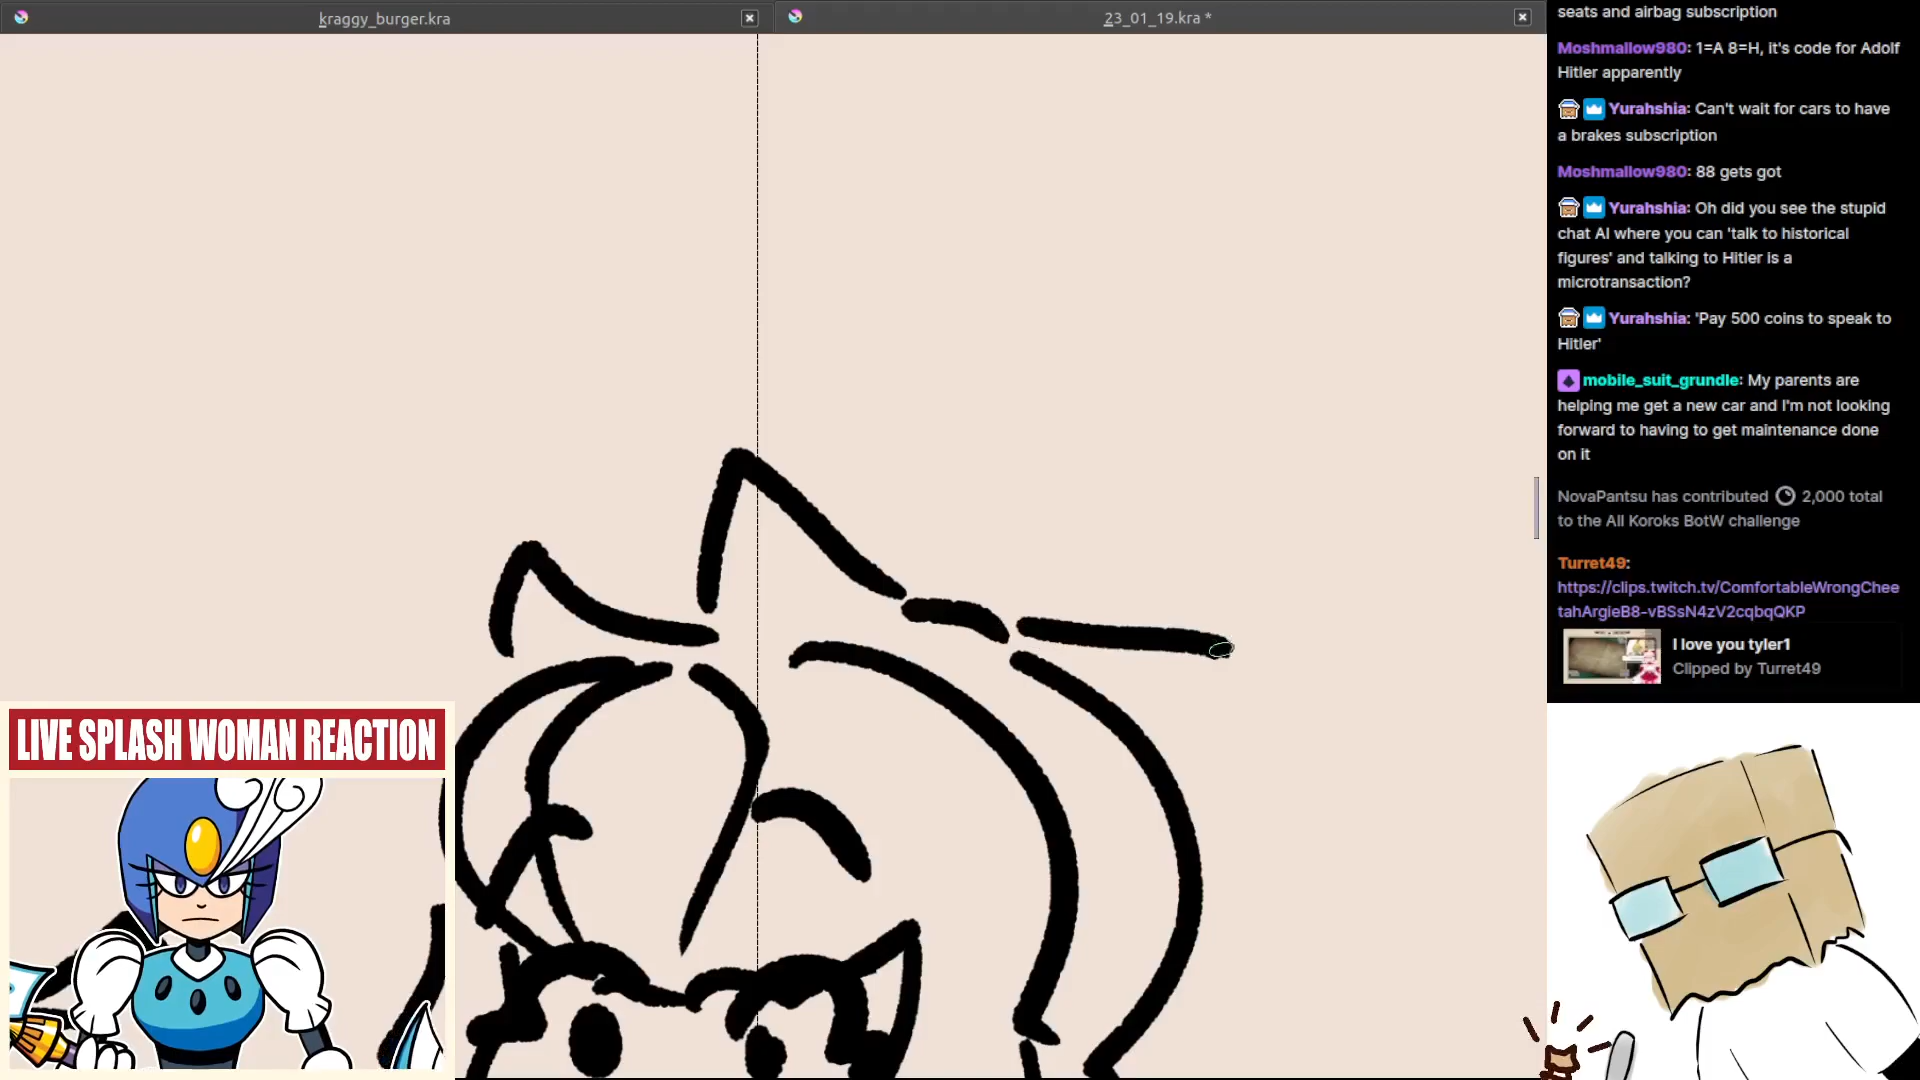 kraggy_burger.kra
23_01_19.kra *
seats and airbag subscription
Moshmallow980: 1=A 8=H, it's code for Adolf
Hitler apparently
Yurahshia: Can't wait for cars to have
a brakes subscription
Moshmallow980: 88 gets got
Yurahshia: Oh did you see the stupid
chat AI where you can 'talk to historical
figures' and talking to Hitler is a
microtransaction?
Yurahshia: 'Pay 500 coins to speak to
Hitler'
mobile_suit_grundle: My parents are
helping me get a new car and I'm not looking
forward to having to get maintenance done
on it
NovaPantsu has contributed 2,000 total
to the All Koroks BotW challenge
Turret49:
https://clips.twitch.tv/ComfortableWrongChee
tahArgieB8-vBSsN4zV2cqbqQKP
I love you tyler1
Clipped by Turret49
LIVE SPLASH WOMAN REACTION